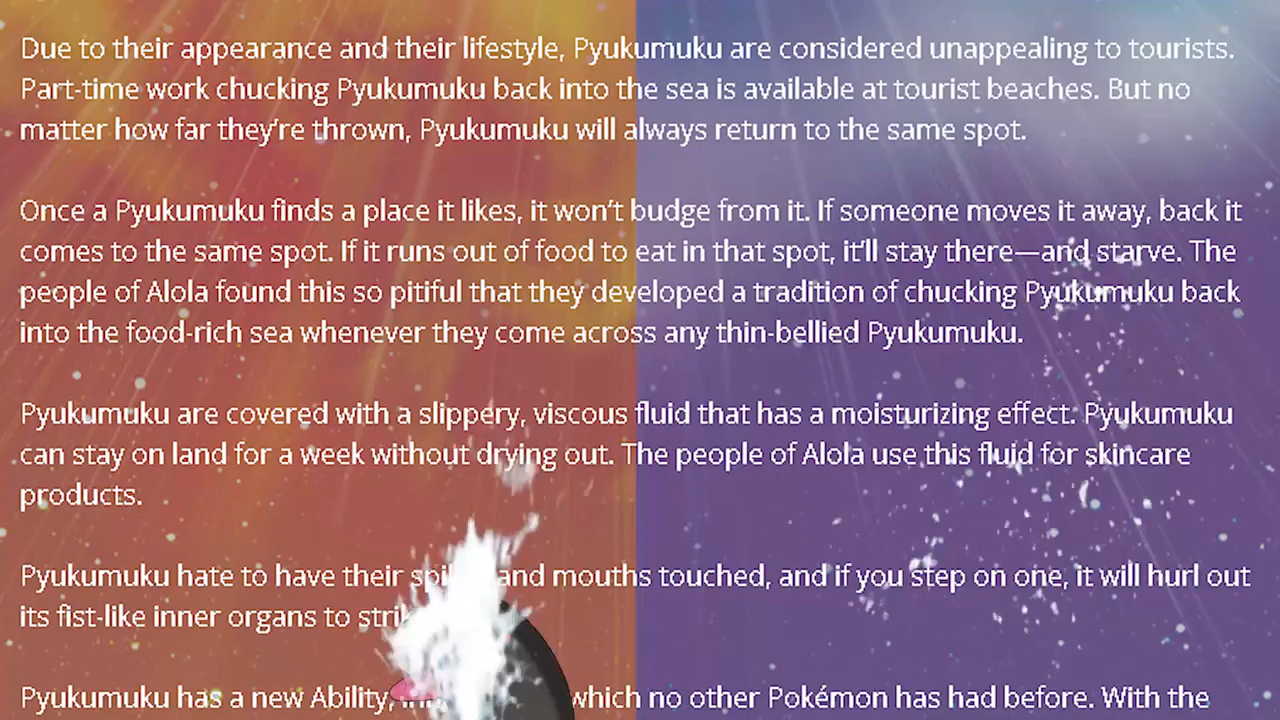 Due to their appearance and their lifestyle, Pyukumuku are considered unappealing to tourists.
Part-time work chucking Pyukumuku back into the sea is available at tourist beaches. But no
matter how far they're thrown, Pyukumuku will always return to the same spot.
Once a Pyukumuku finds a place it likes, it won't budge from it. If someone moves it away, back it
comes to the same spot. If it runs out of food to eat in that spot, it'll stay there—and starve. The
people of Alola found this so pitiful that they developed a tradition of chucking Pyukumuku back
into the food-rich sea whenever they come across any thin-bellied Pyukumuku.
Pyukumuku are covered with a slippery, viscous fluid that has a moisturizing effect. Pyukumuku
can stay on land for a week without drying out. The people of Alola use this fluid for skincare
products.
Pyukumuku hate to have their and mouths touched, and if you step on one, it will hurl out
its fist-like inner organs to
Pyukumuku has a new Ability, which no other Pokémon has had before. With the